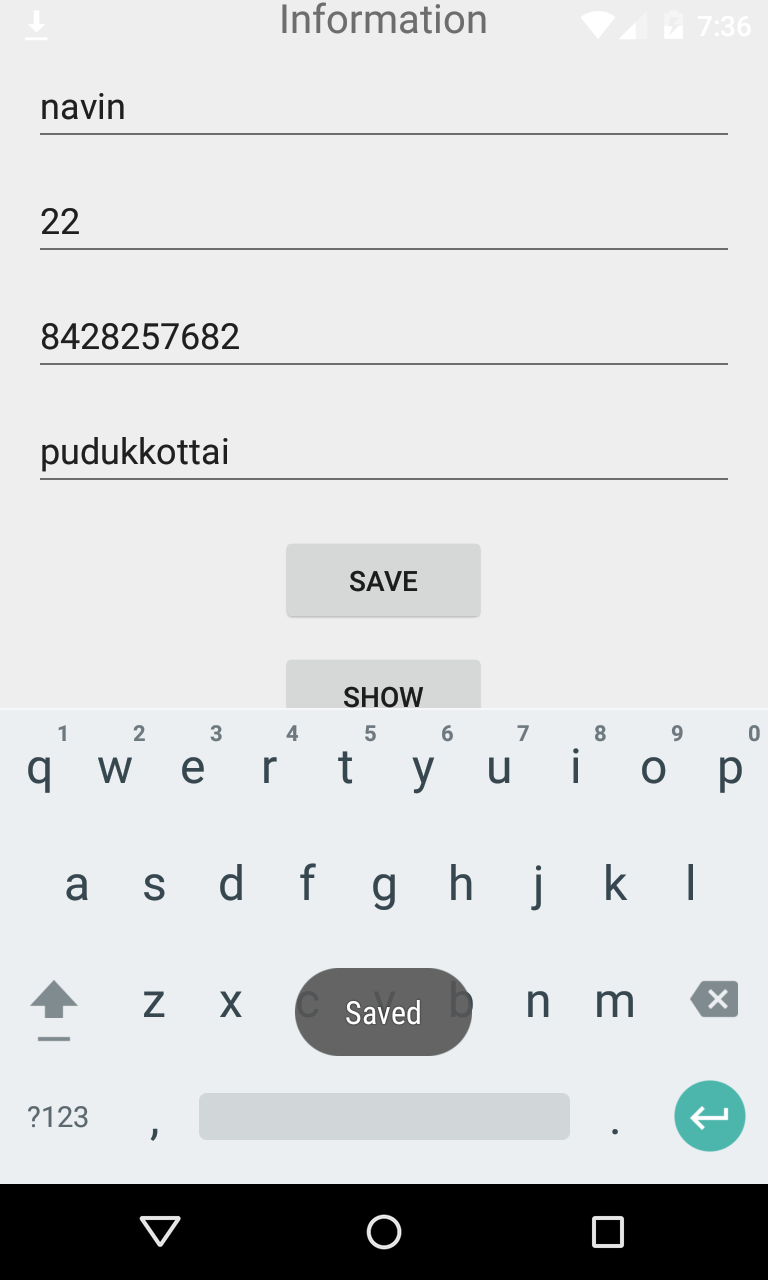 Information
7:36
navin
22
8428257682
pudukkottai
SAVE
SHOW
1 2 3 4 5 6 7 8 9 0
q w e r t y u i o p
a s d f g h j k l
z x c v b n m
Saved
?123 , .